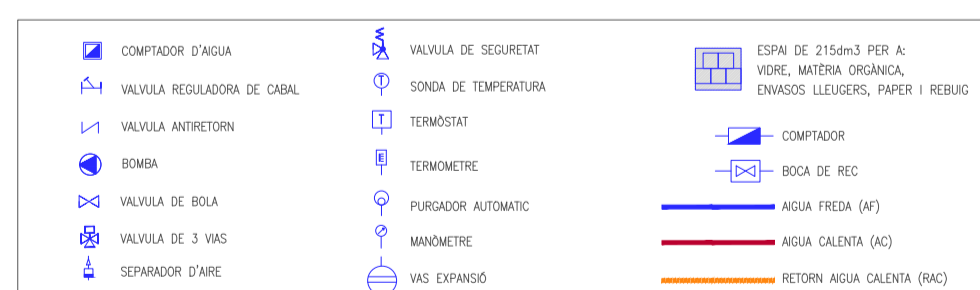 COMPTADOR D'AIGUA
VALVULA REGULADORA DE CABAL
VALVULA ANTIRETORN
BOMBA
VALVULA DE BOLA
VALVULA DE 3 VIAS
SEPARADOR D'AIRE
VALVULA DE SEGURETAT
T SONDA DE TEMPERATURA
T TERMÒSTAT
E TERMOMETRE
PURGADOR AUTOMATIC
MANÒMETRE
VAS EXPANSIÓ
ESPAI DE 215dm3 PER A:
VIDRE, MATÈRIA ORGÀNICA,
ENVASOS LLEUGERS, PAPER I REBUIG
COMPTADOR
BOCA DE REC
AIGUA FREDA (AF)
AIGUA CALENTA (AC)
RETORN AIGUA CALENTA (RAC)